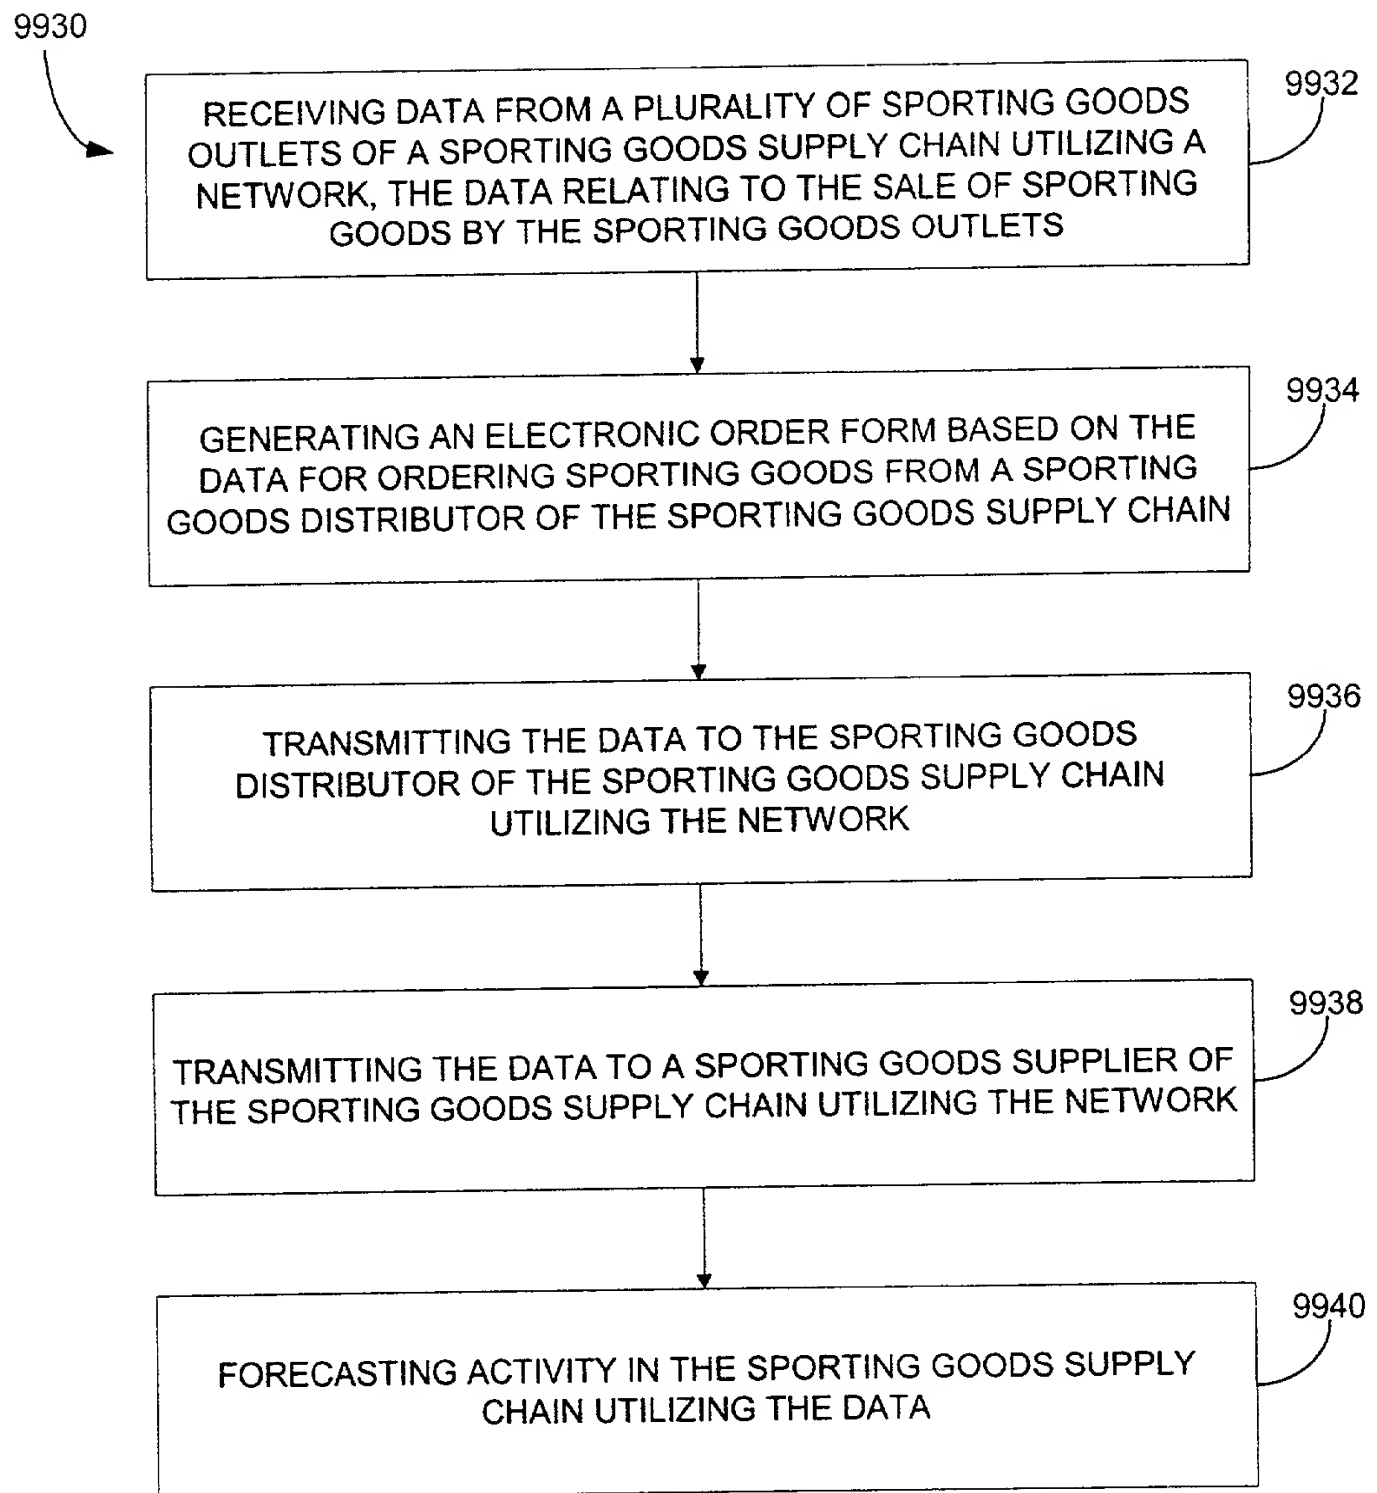 9930
9932
RECEIVING DATA FROM A PLURALITY OF SPORTING GOODS
OUTLETS OF A SPORTING GOODS SUPPLY CHAIN UTILIZING A
NETWORK, THE DATA RELATING TO THE SALE OF SPORTING
GOODS BY THE SPORTING GOODS OUTLETS
9934
GENERATING AN ELECTRONIC ORDER FORM BASED ON THE
DATA FOR ORDERING SPORTING GOODS FROM A SPORTING
GOODS DISTRIBUTOR OF THE SPORTING GOODS SUPPLY CHAIN
9936
TRANSMITTING THE DATA TO THE SPORTING GOODS
DISTRIBUTOR OF THE SPORTING GOODS SUPPLY CHAIN
UTILIZING THE NETWORK
9938
TRANSMITTING THE DATA TO A SPORTING GOODS SUPPLIER OF
THE SPORTING GOODS SUPPLY CHAIN UTILIZING THE NETWORK
9940
FORECASTING ACTIVITY IN THE SPORTING GOODS SUPPLY
CHAIN UTILIZING THE DATA